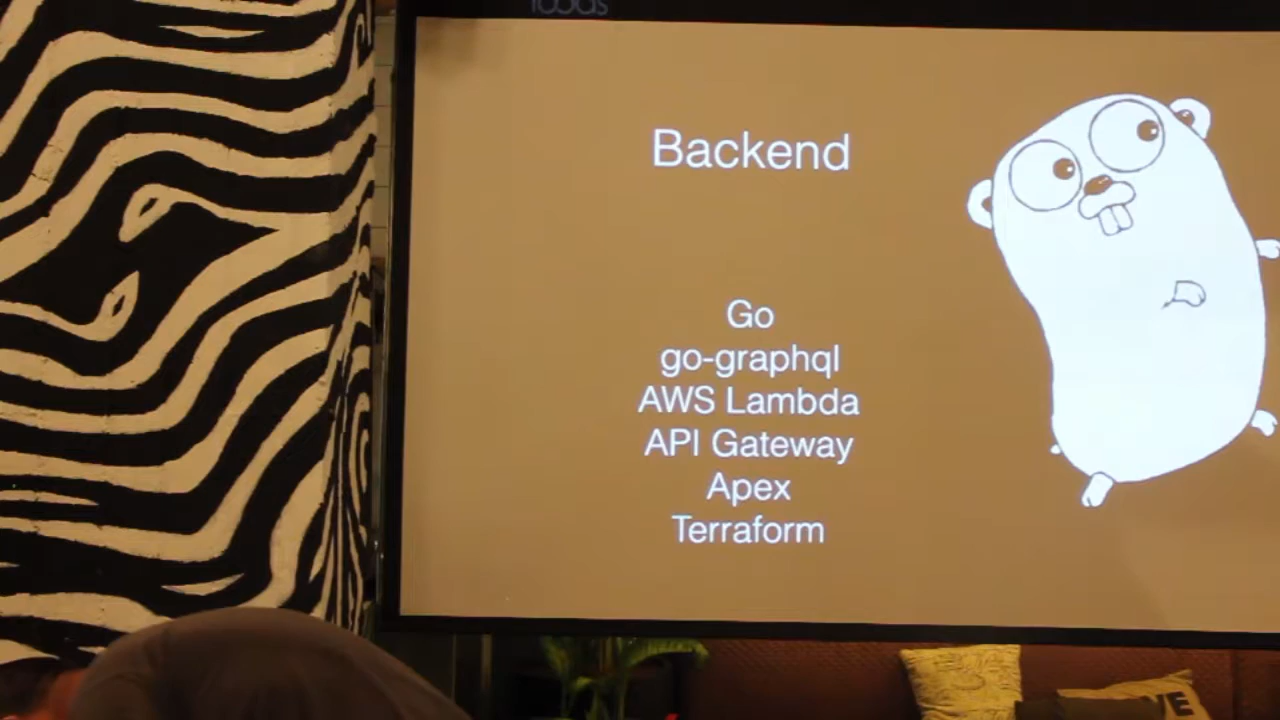 Backend
Go
go-graphql
AWS Lambda
API Gateway
Apex
Terraform